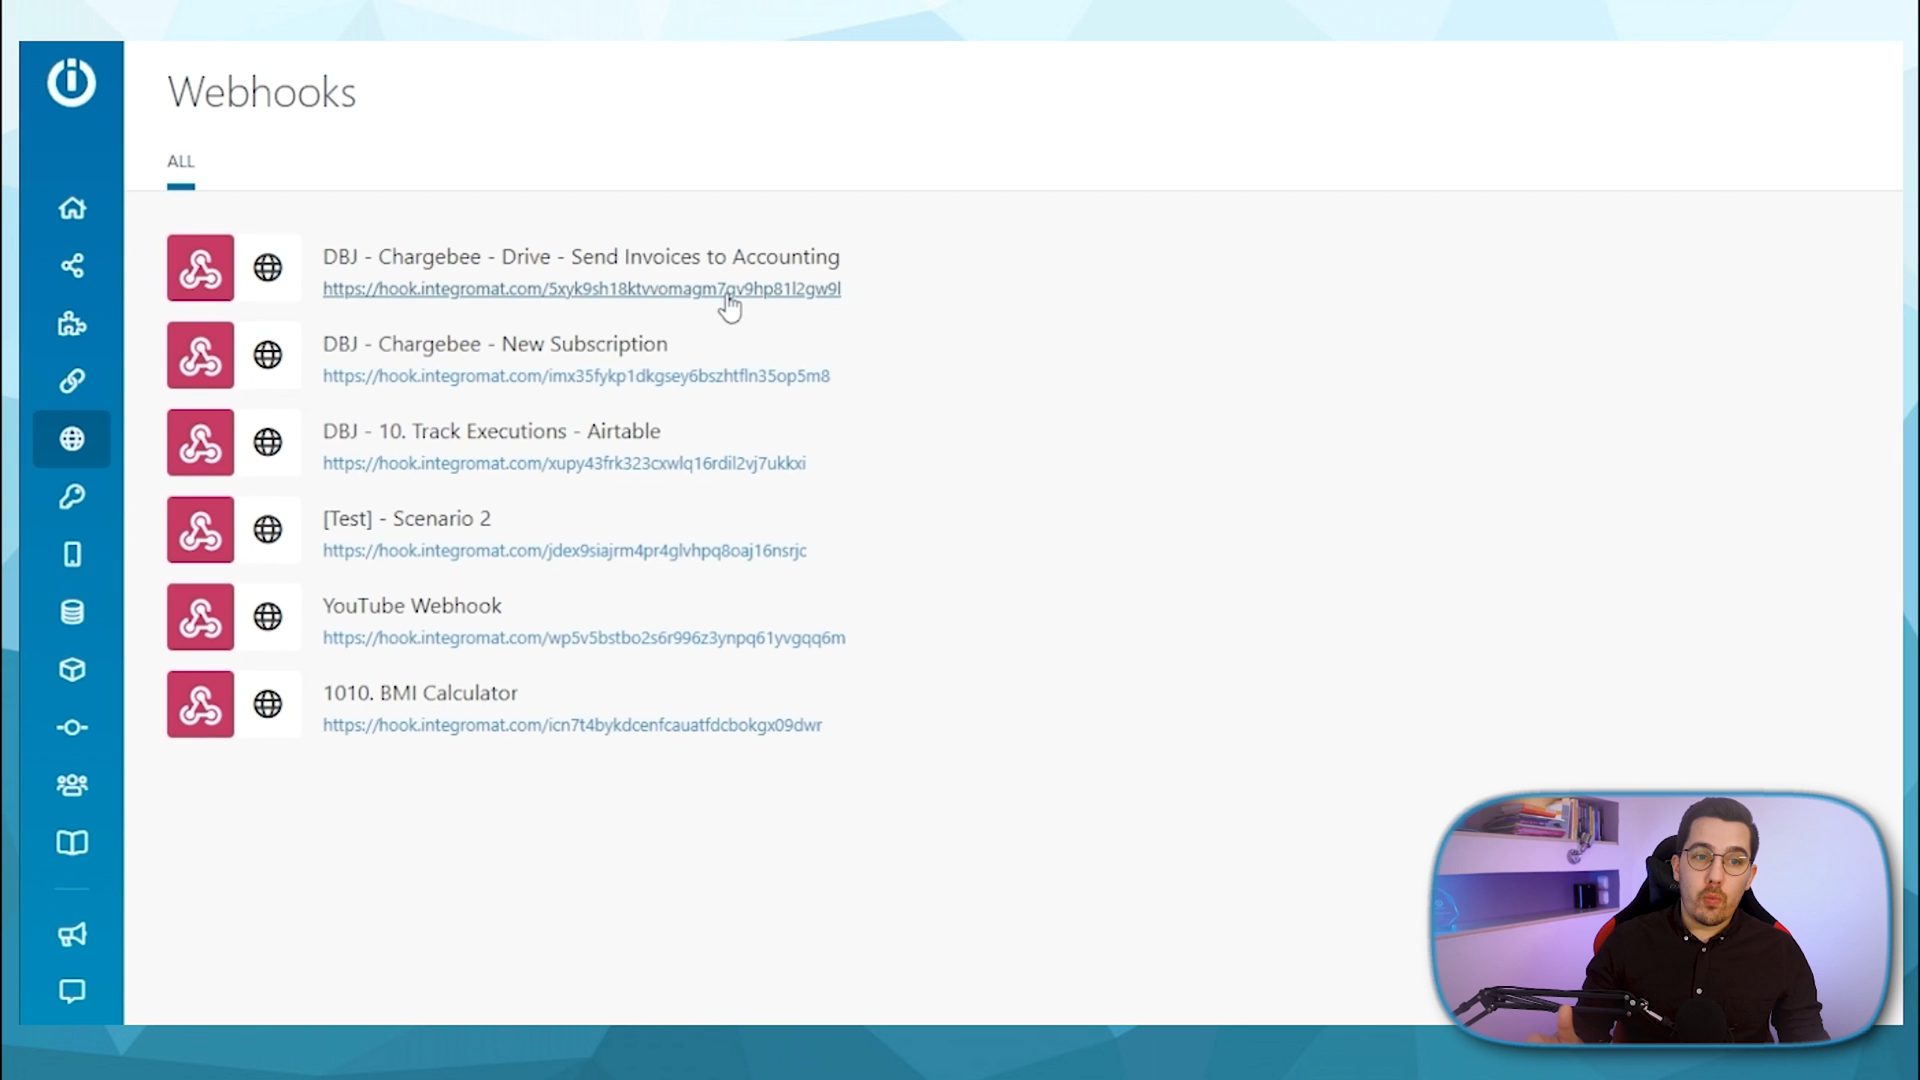 Webhooks
ALL
DBJ - Chargebee - Drive - Send Invoices to Accounting
https://hook.integromat.com/5xyk9sh18ktvvomagm7qv9hp81l2gw9l
DBJ - Chargebee - New Subscription
https://hook.integromat.com/imx35fykp1dkgsey6bszhtfln35op5m8
DBJ - 10. Track Executions - Airtable
https://hook.integromat.com/xupy43frk323cxwlq16rdil2vj7ukkxi
[Test] - Scenario 2
https://hook.integromat.com/jdex9siajrm4pr4glvhpq8oaj16nsrjc
YouTube Webhook
https://hook.integromat.com/wp5v5bstbo2s6r996z3ynpq61yvgqq6m
1010. BMI Calculator
https://hook.integromat.com/icn7t4bykdcenfcauatfdcbokgx09dwr